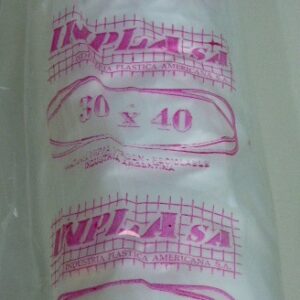 INPLA SA
INDUSTRIA PLASTICA AMERICANA S.A.
30 x 40
INDUSTRIA ARGENTINA
INPLA SA
INDUSTRIA PLASTICA AMERICANA S.A.